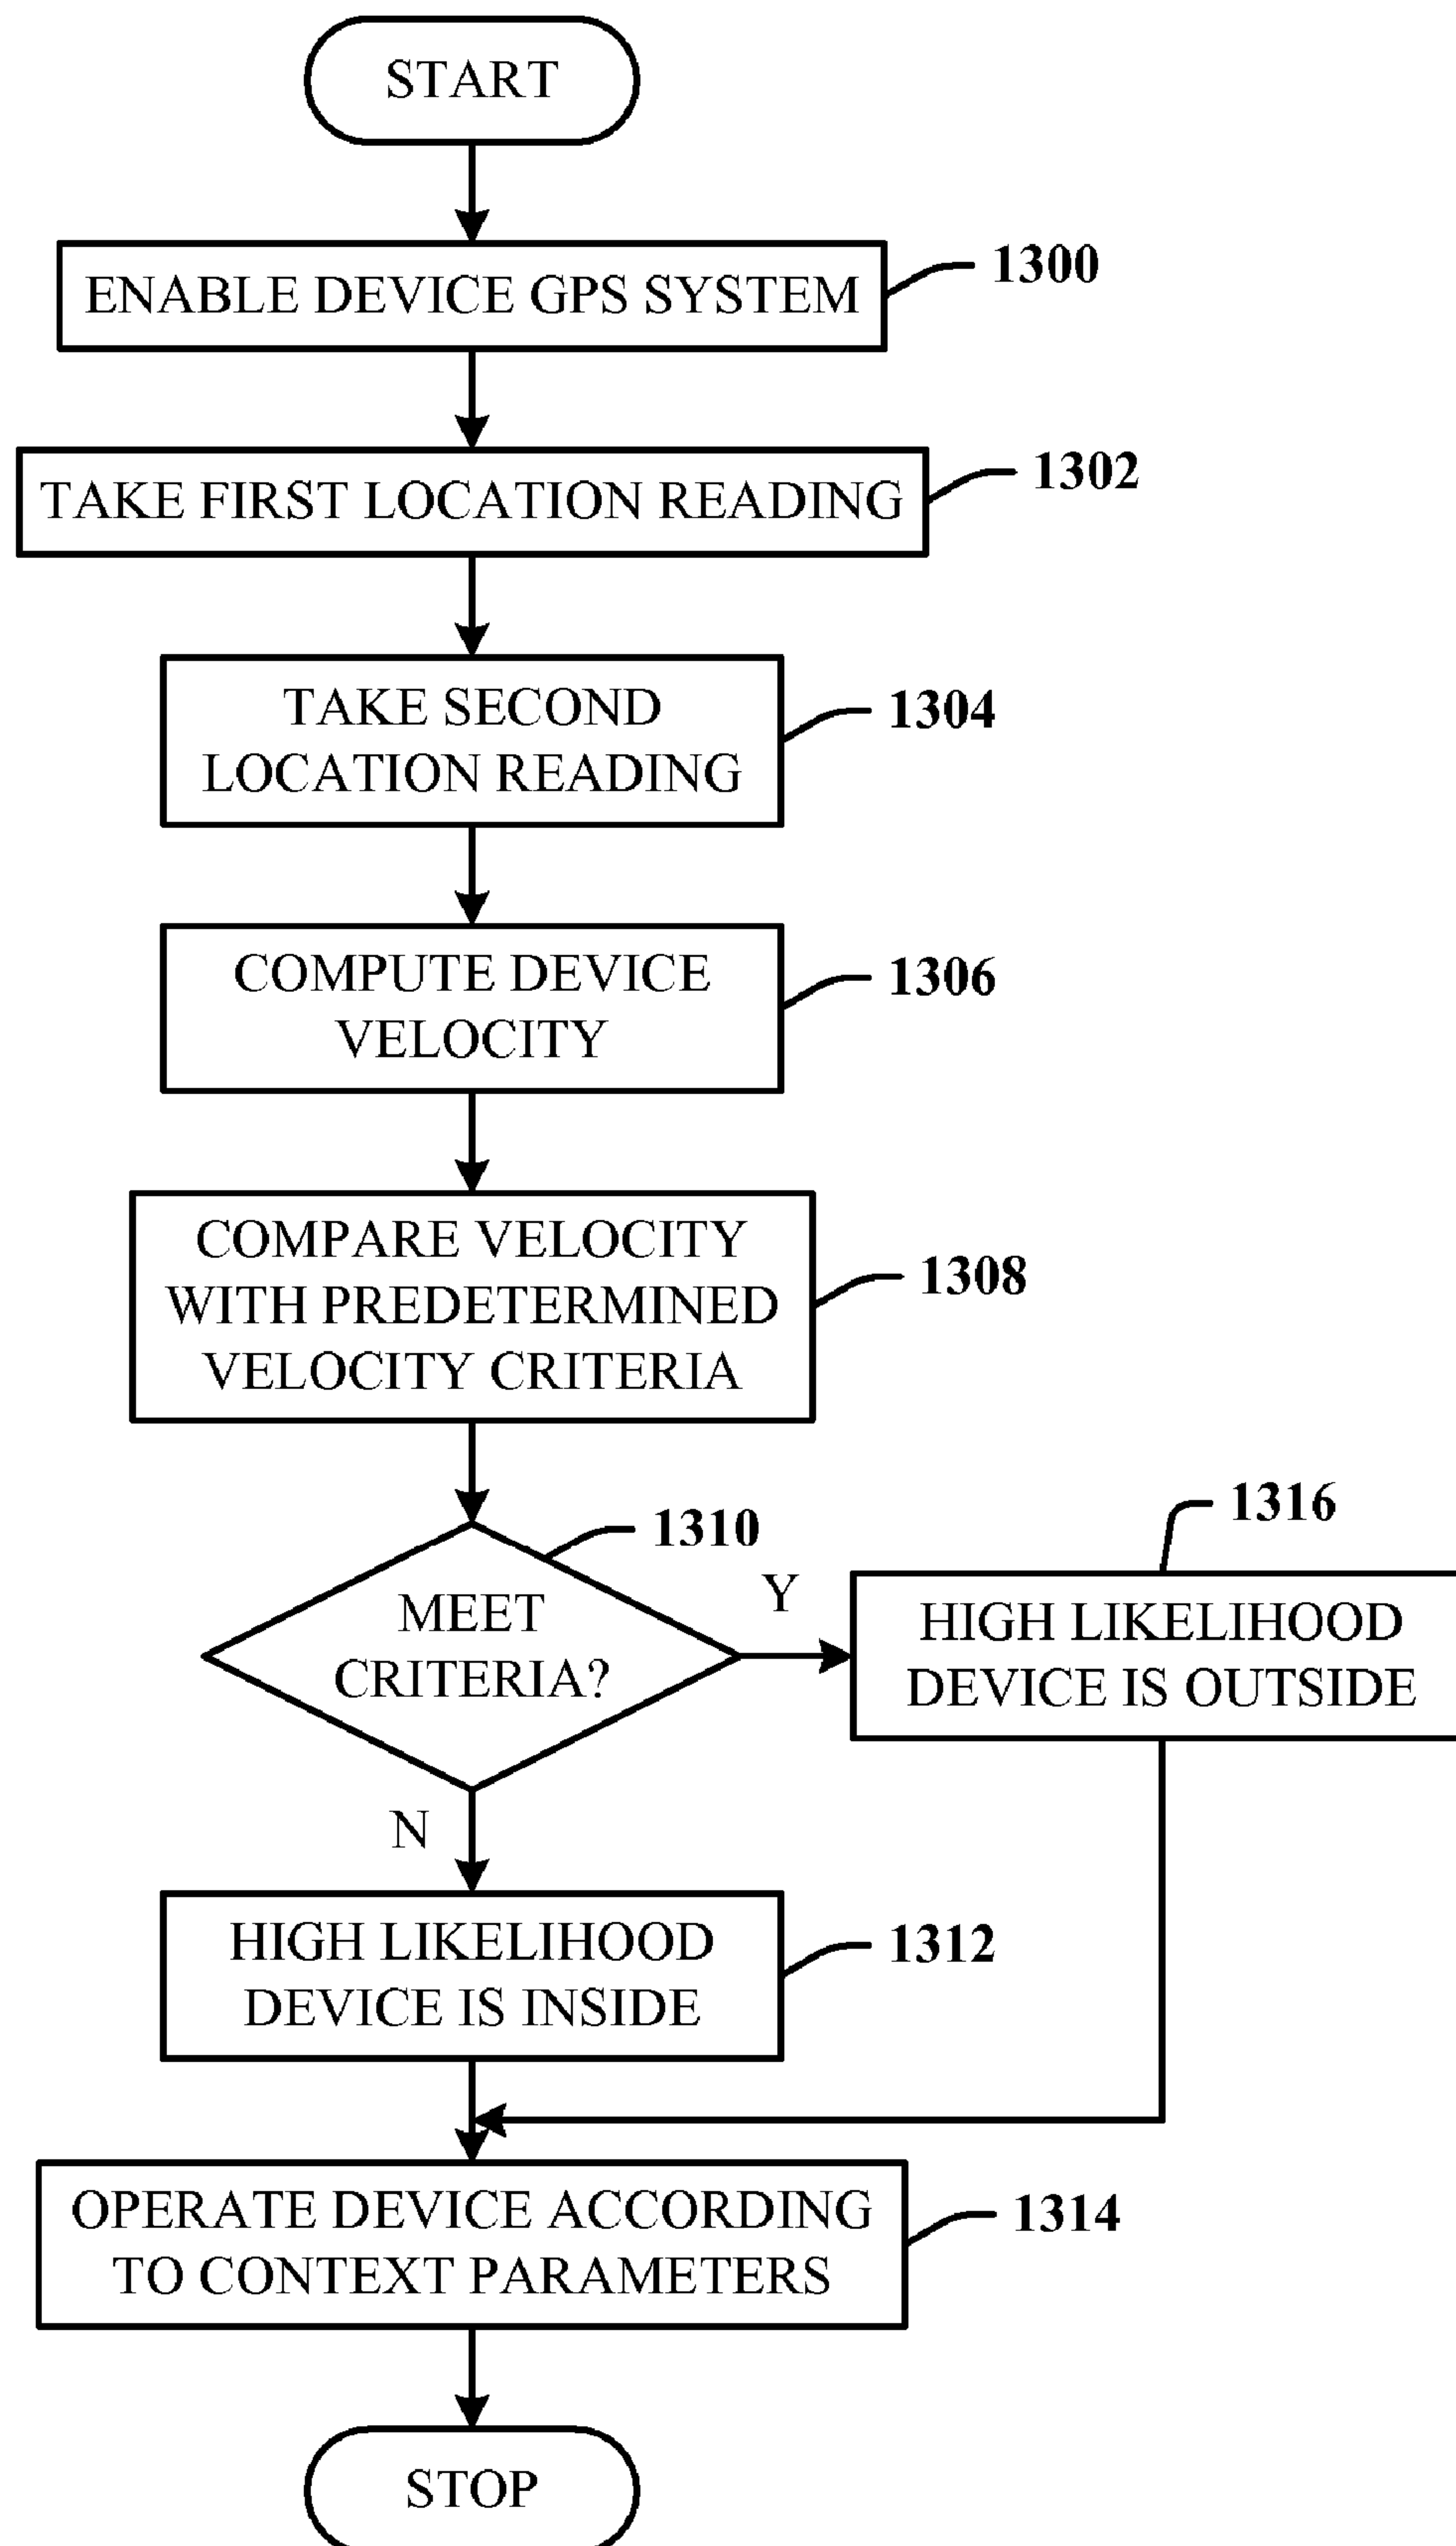 START
ENABLE DEVICE GPS SYSTEM
1300
TAKE FIRST LOCATION READING
1302
TAKE SECOND
LOCATION READING
1304
COMPUTE DEVICE
VELOCITY
1306
COMPARE VELOCITY
WITH PREDETERMINED
VELOCITY CRITERIA
1308
MEET
CRITERIA?
1310
Y
HIGH LIKELIHOOD
DEVICE IS OUTSIDE
1316
N
HIGH LIKELIHOOD
DEVICE IS INSIDE
1312
OPERATE DEVICE ACCORDING
TO CONTEXT PARAMETERS
1314
STOP